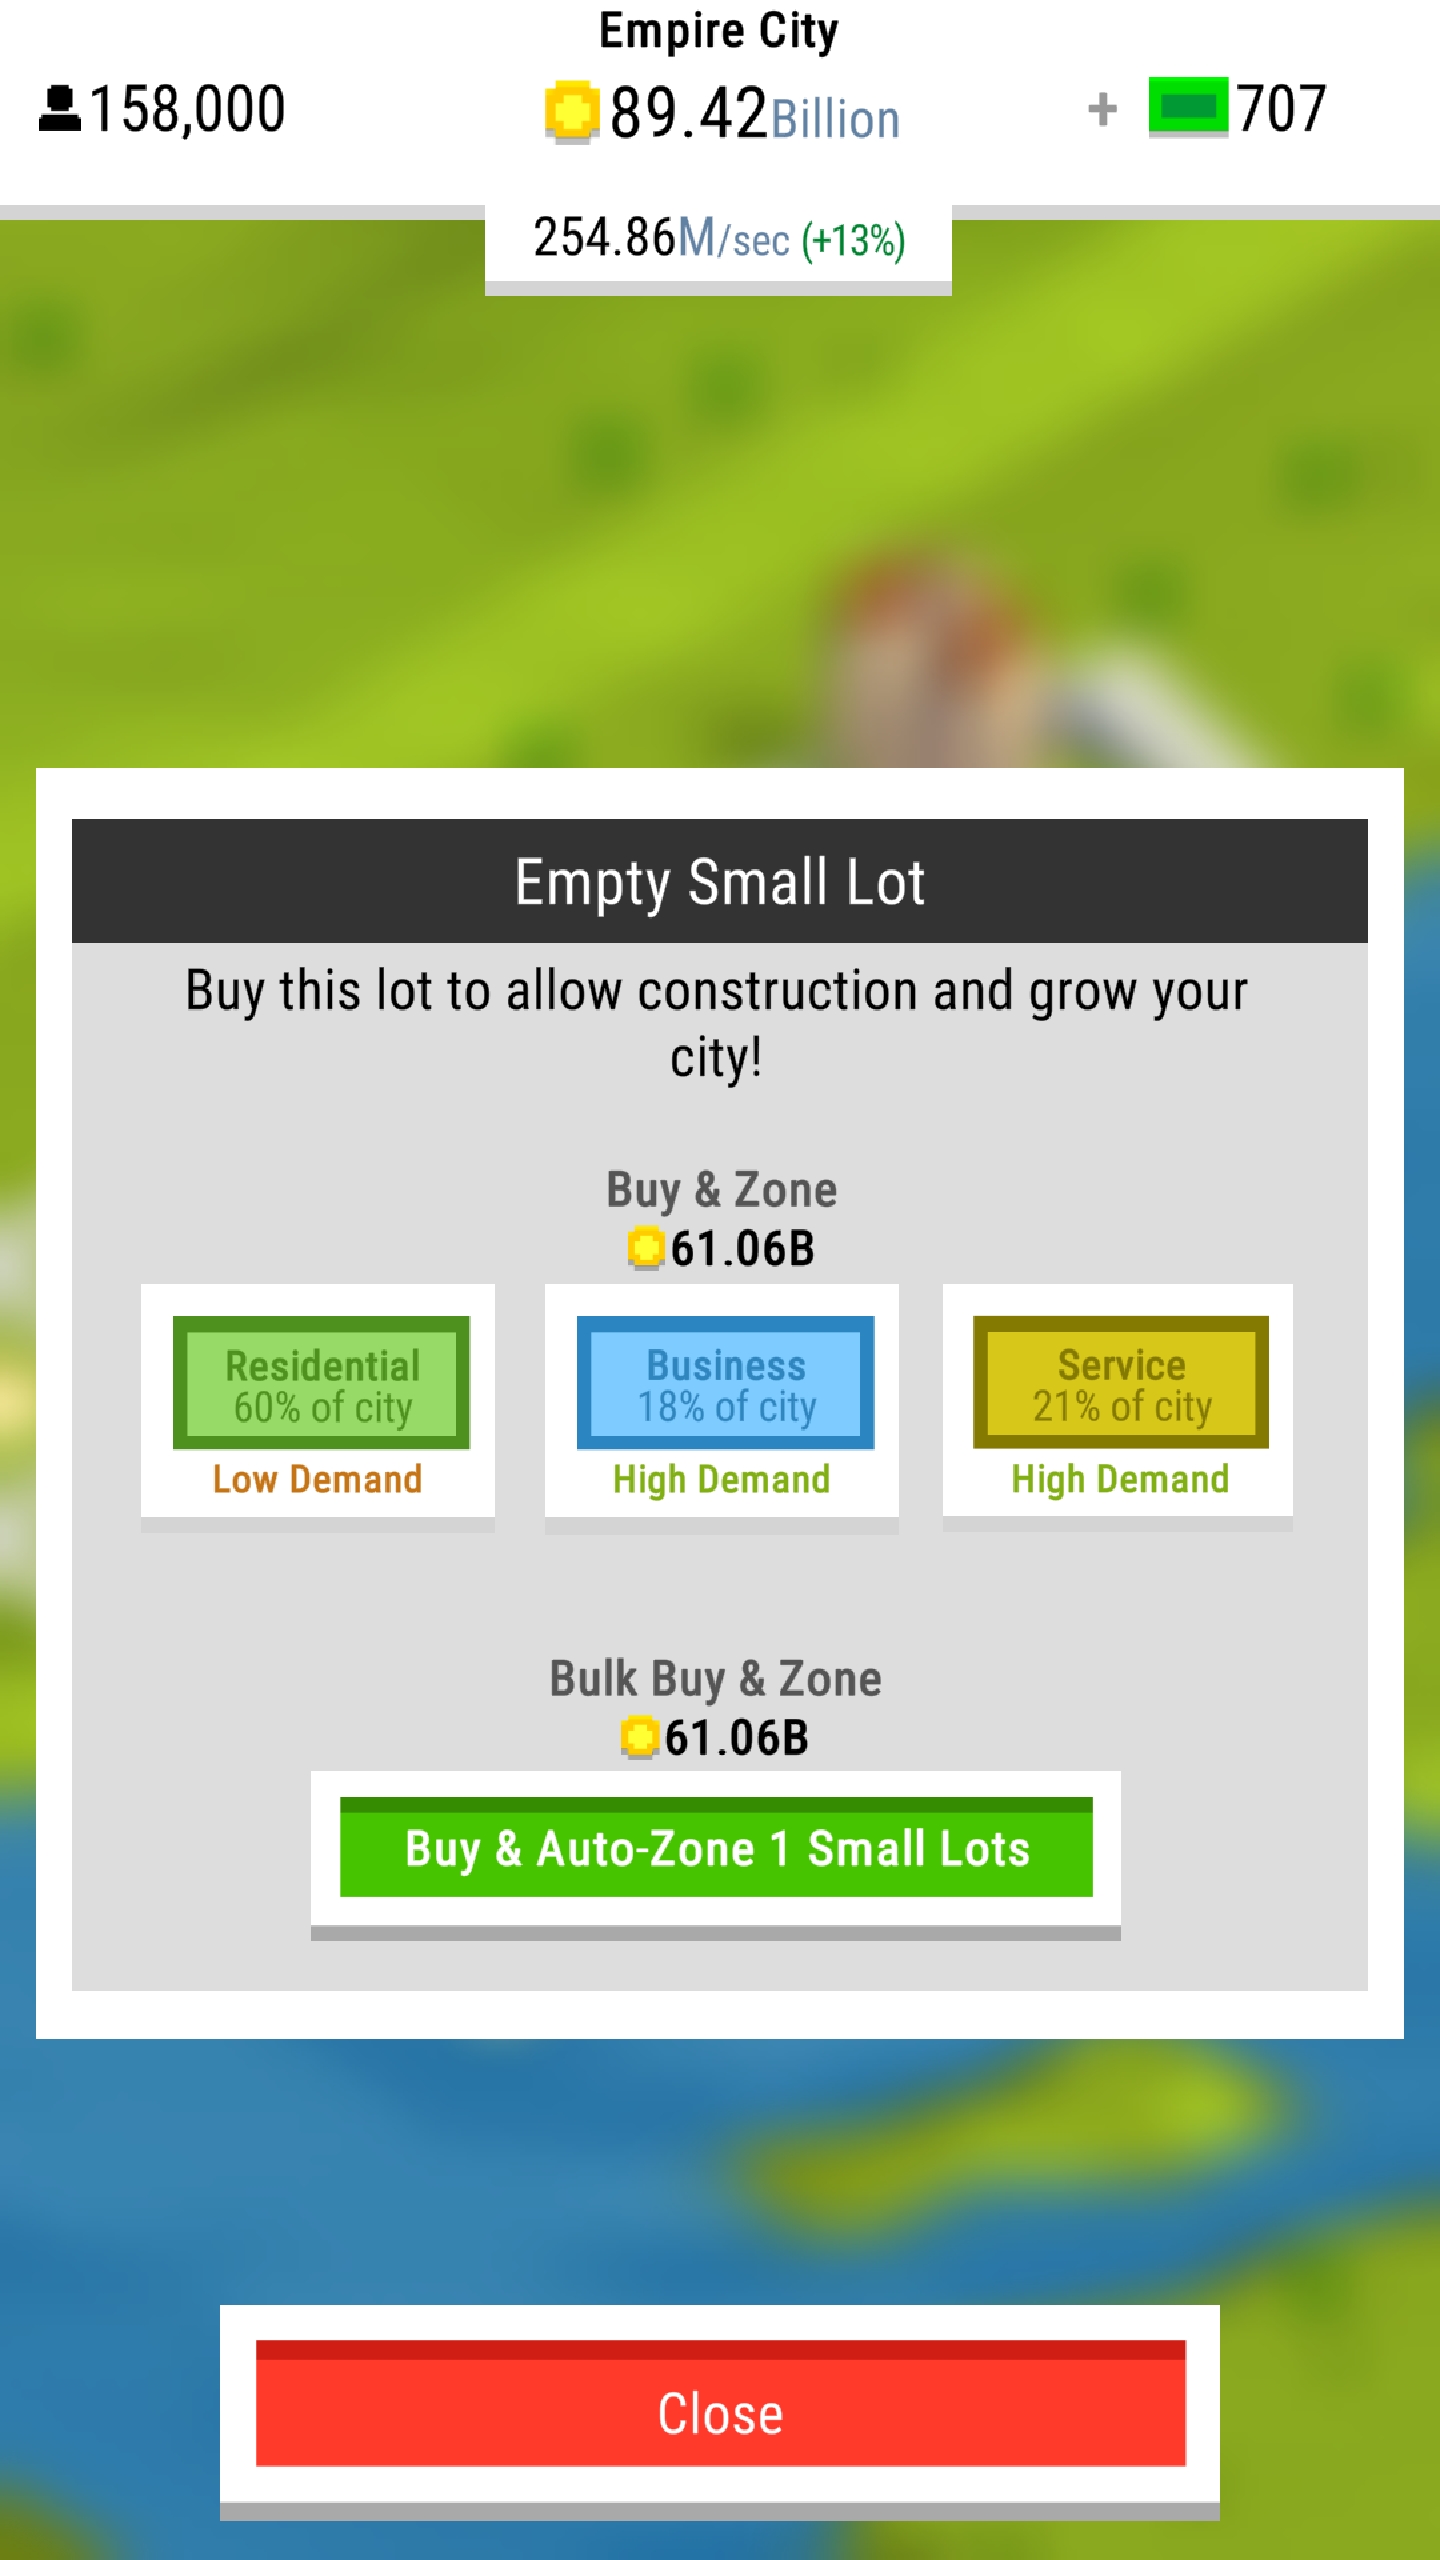 Empire City
158,000
89.42Billion
+ 707
254.86M/sec (+13%)
Empty Small Lot
Buy this lot to allow construction and grow your
city!
Buy & Zone
61.06B
Residential
60% of city
Low Demand
Business
18% of city
High Demand
Service
21% of city
High Demand
Bulk Buy & Zone
61.06B
Buy & Auto-Zone 1 Small Lots
Close